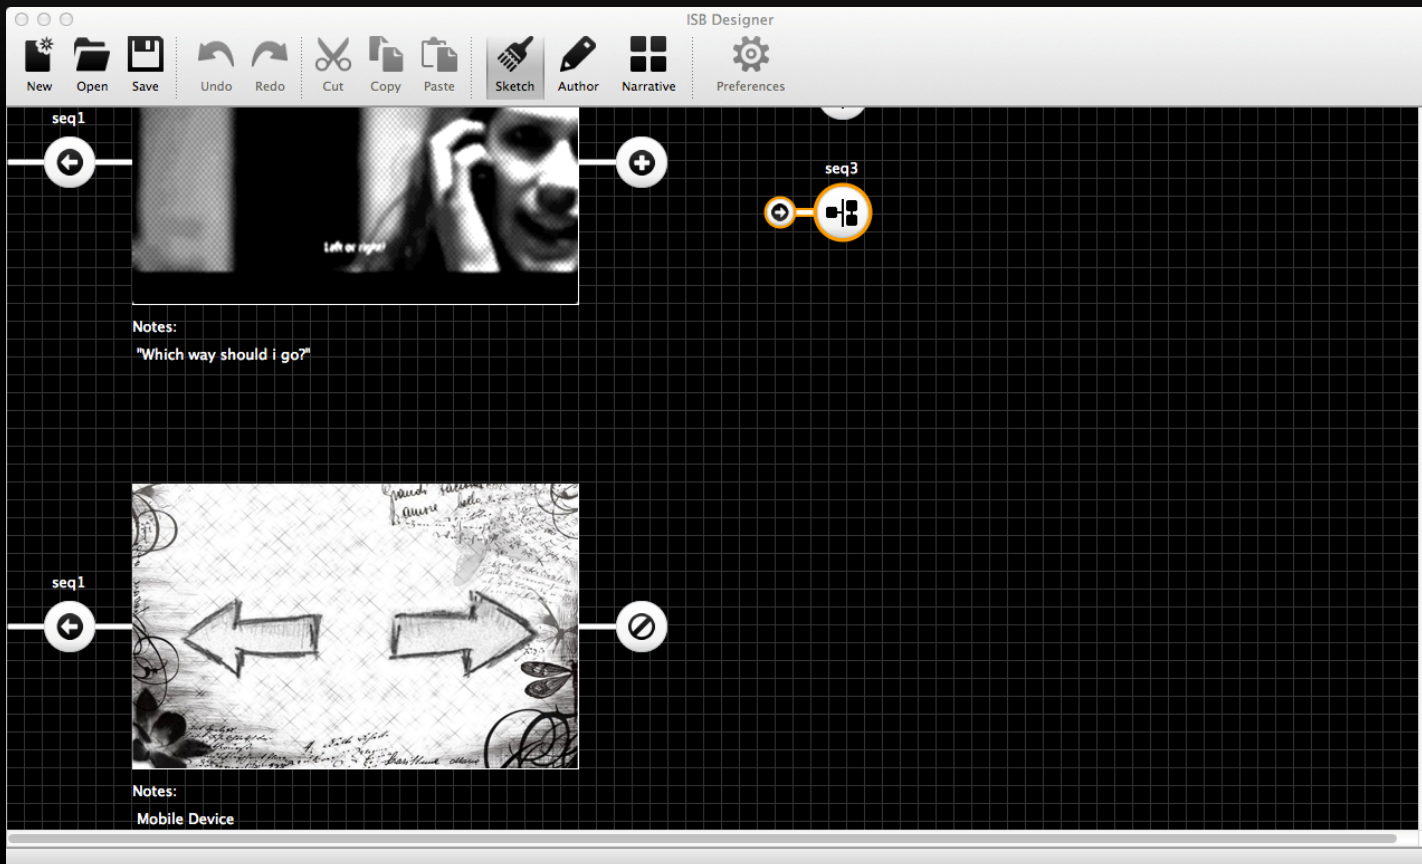 ISB Designer
New
Open
Save
Undo
Redo
Cut
Copy
Paste
Sketch
Author
Narrative
Preferences
seq1
seq3
Left or right?
Notes:
"Which way should i go?"
seq1
Notes:
Mobile Device